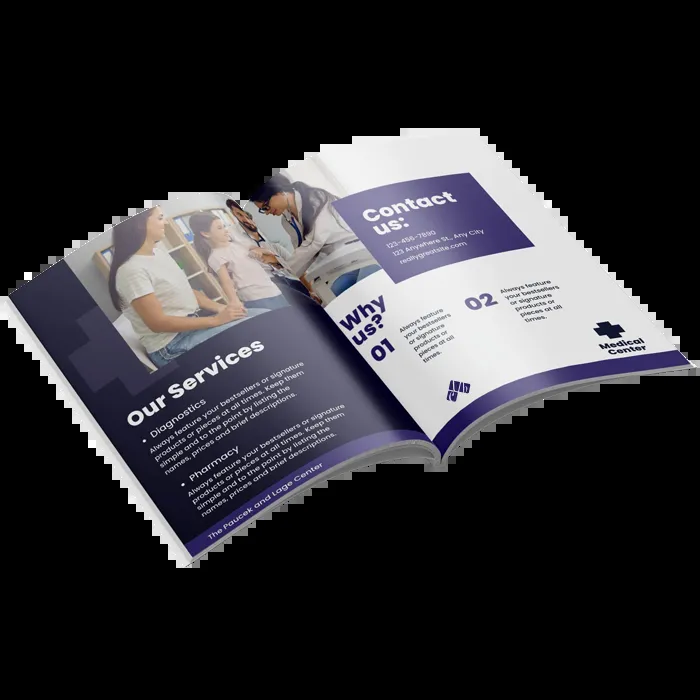 Our Services
• Diagnostics
Always feature your bestsellers or signature
products or pieces at all times. Keep them
simple and to the point by listing the
names, prices and brief descriptions.
• Pharmacy
Always feature your bestsellers or signature
products or pieces at all times. Keep them
simple and to the point by listing the
names, prices and brief descriptions.
The Paucek and Lage Center
Contact
us:
123-456-7890
123 Anywhere St., Any City
reallygreatsite.com
Why
us?
01
Always feature
your bestsellers
or signature
products or
pieces at all
times.
02
Always feature
your bestsellers
or signature
products or
pieces at all
times.
Medical
Center